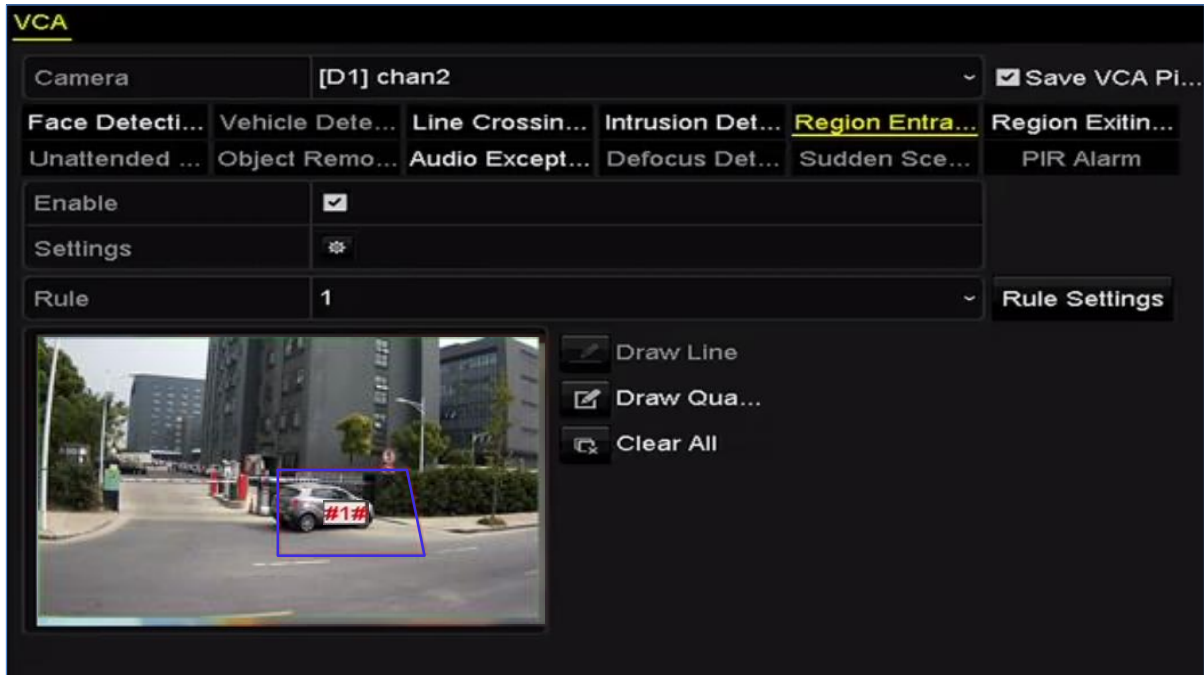 VCA
Camera [D1] chan2 Save VCA Pi...
Face Detecti... Vehicle Dete... Line Crossin... Intrusion Det... Region Entra... Region Exitin...
Unattended ... Object Remo... Audio Except... Defocus Det... Sudden Sce... PIR Alarm
Enable
Settings
Rule 1 Rule Settings
Draw Line
Draw Qua...
Clear All
#1#